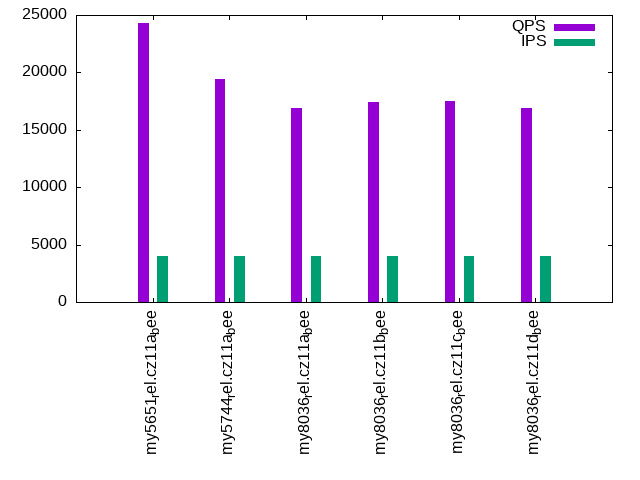 25000
20000
15000
10000
5000
0
QPS
IPS
my5651rel.cz11abee
my5744rel.cz11abee
my8036rel.cz11abee
my8036rel.cz11bbee
my8036rel.cz11cbee
my8036rel.cz11dbee